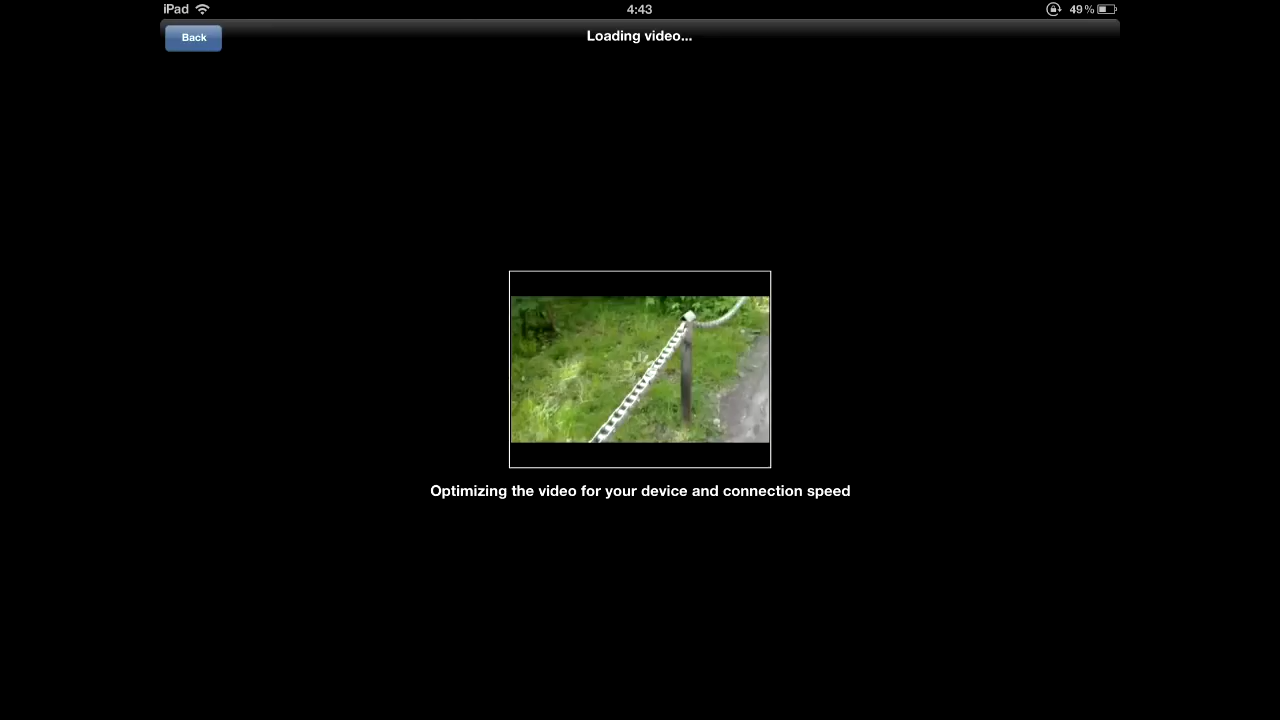 iPad 4:43 49%
Back Loading video...
Optimizing the video for your device and connection speed